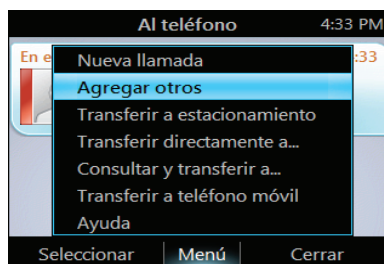 Al teléfono 4:33 PM
En e :33
Nueva llamada
Agregar otros
Transferir a estacionamiento
Transferir directamente a...
Consultar y transferir a...
Transferir a teléfono móvil
Ayuda
Seleccionar Menú Cerrar